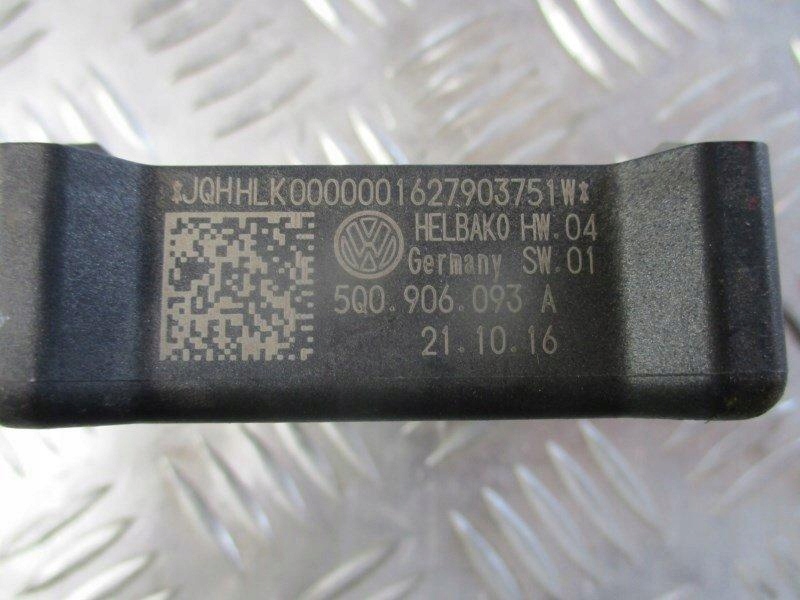 *JQHHLK0000001627903751W*
HELBAKO HW.04
Germany SW.01
5Q0.906.093 A
21.10.16